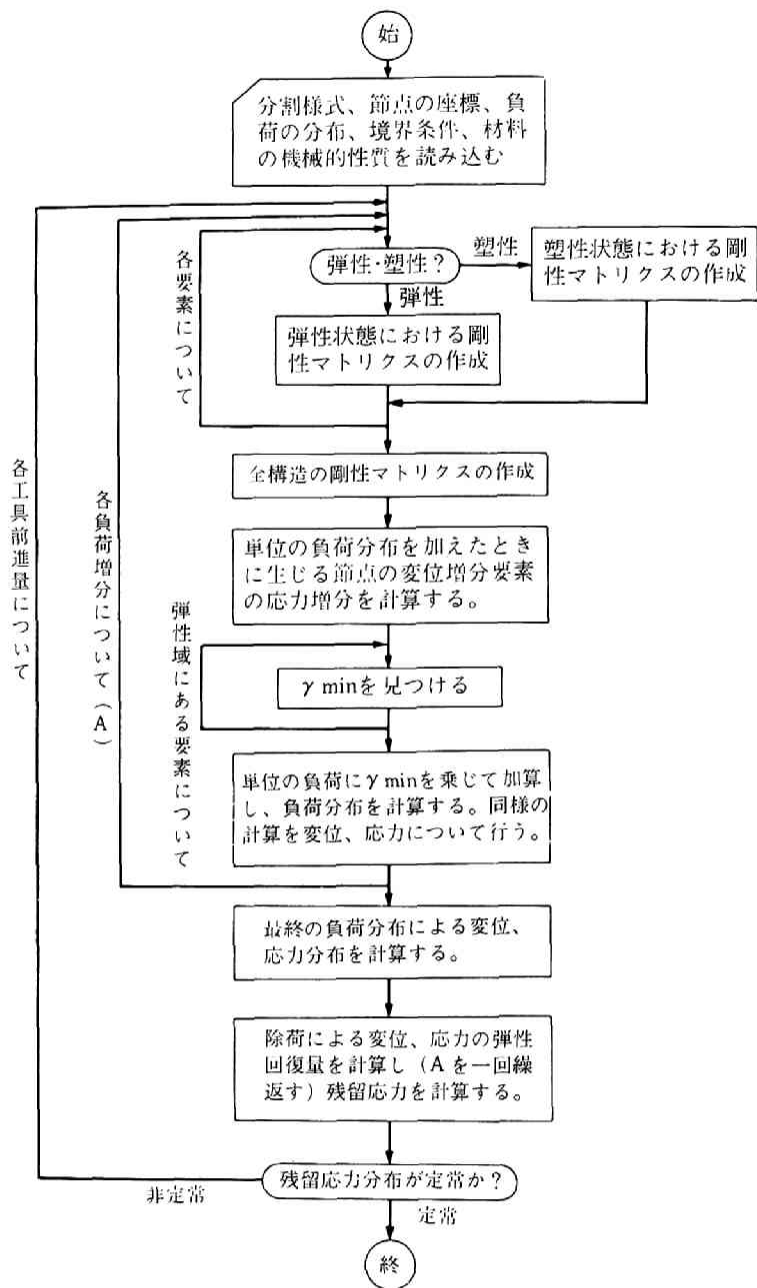 始
分割様式、節点の座標、負
荷の分布、境界条件、材料
の機械的性質を読み込む
弾性・塑性？
塑性
塑性状態における剛
性マトリクスの作成
弾性
弾性状態における剛
性マトリクスの作成
各要素について
全構造の剛性マトリクスの作成
単位の負荷分布を加えたとき
に生じる節点の変位増分要素
の応力増分を計算する。
γ minを見つける
弾性域にある要素について
単位の負荷にγ minを乗じて加算
し、負荷分布を計算する。同様の
計算を変位、応力について行う。
各負荷増分について（A）
各工具前進量について
最終の負荷分布による変位、
応力分布を計算する。
除荷による変位、応力の弾性
回復量を計算し（Aを一回繰
返す）残留応力を計算する。
残留応力分布が定常か？
非定常
定常
終